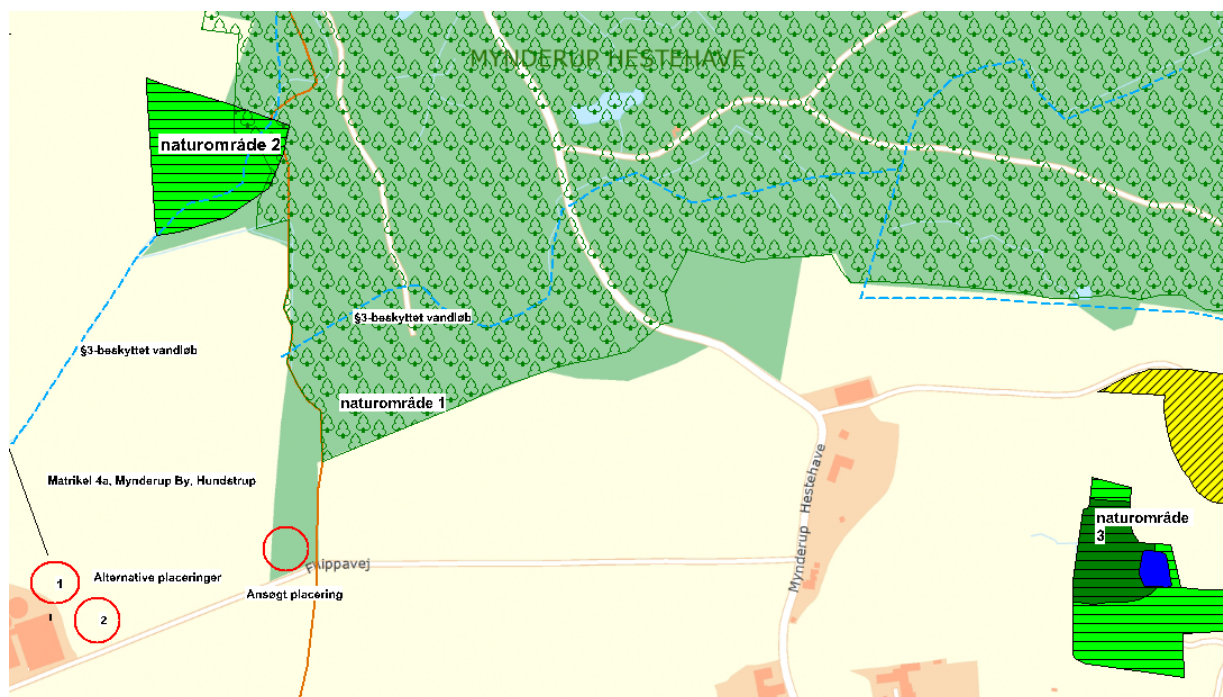 MYNDERUP HESTEHAVE
naturområde 2
§3-beskyttet vandløb
§3-beskyttet vandløb
naturområde 1
Matrikel 4a, Mynderup By, Hundstrup
Mynderup Hestehave
naturområde
3
Flippavej
1
Alternative placeringer
Ansøgt placering
2